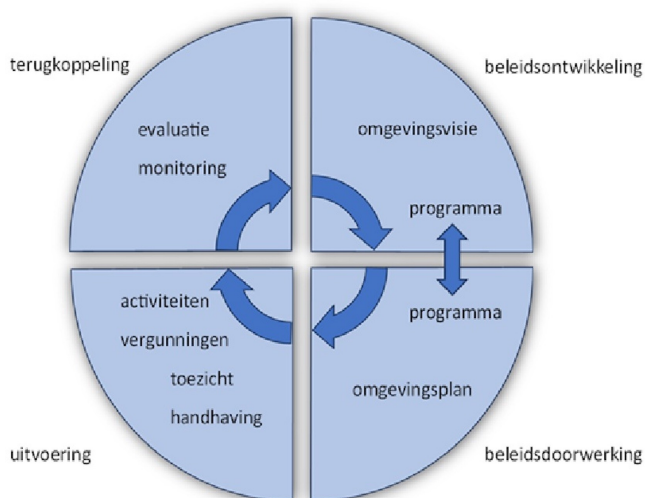 terugkoppeling
beleidsontwikkeling
evaluatie
monitoring
omgevingsvisie
programma
activiteiten
vergunningen
toezicht
handhaving
programma
omgevingsplan
uitvoering
beleidsdoorwerking